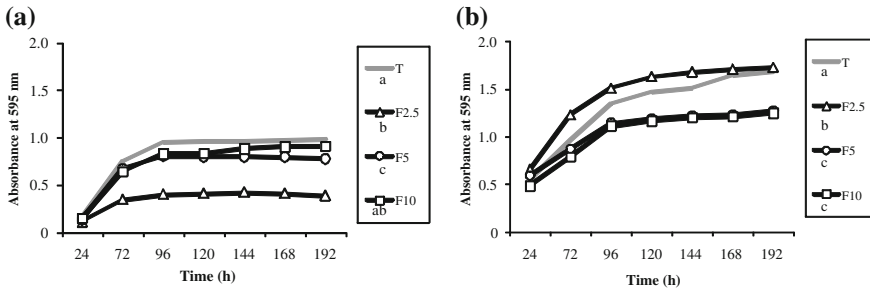 (a)
Absorbance at 595 nm
2.0
1.5
1.0
0.5
0
24 72 96 120 144 168 192
Time (h)
T
a
F2.5
b
F5
c
F10
ab
(b)
Absorbance at 595 nm
2.0
1.5
1.0
0.5
0
24 72 96 120 144 168 192
Time (h)
T
a
F2.5
b
F5
c
F10
c